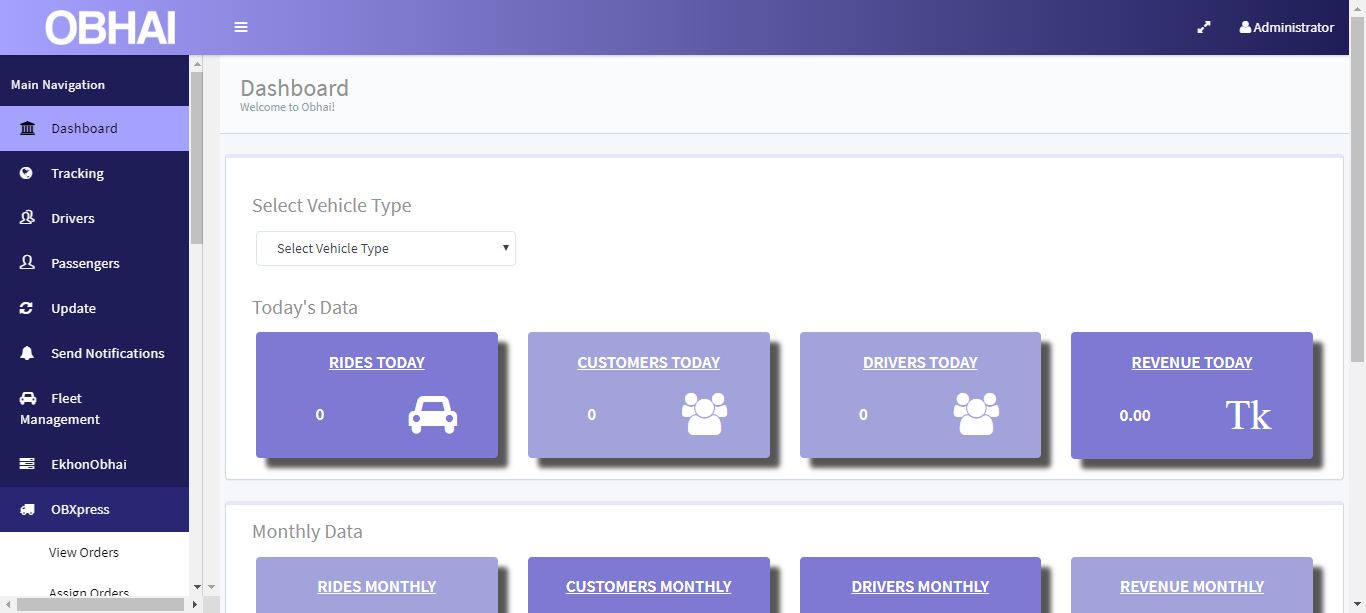 OBHAI
Administrator
Main Navigation
Dashboard
Tracking
Drivers
Passengers
Update
Send Notifications
Fleet
Management
EkhonObhai
OBXpress
View Orders
Assign Orders
Dashboard
Welcome to Obhai!
Select Vehicle Type
Select Vehicle Type
Today's Data
RIDES TODAY
0
CUSTOMERS TODAY
0
DRIVERS TODAY
0
REVENUE TODAY
0.00 Tk
Monthly Data
RIDES MONTHLY
CUSTOMERS MONTHLY
DRIVERS MONTHLY
REVENUE MONTHLY